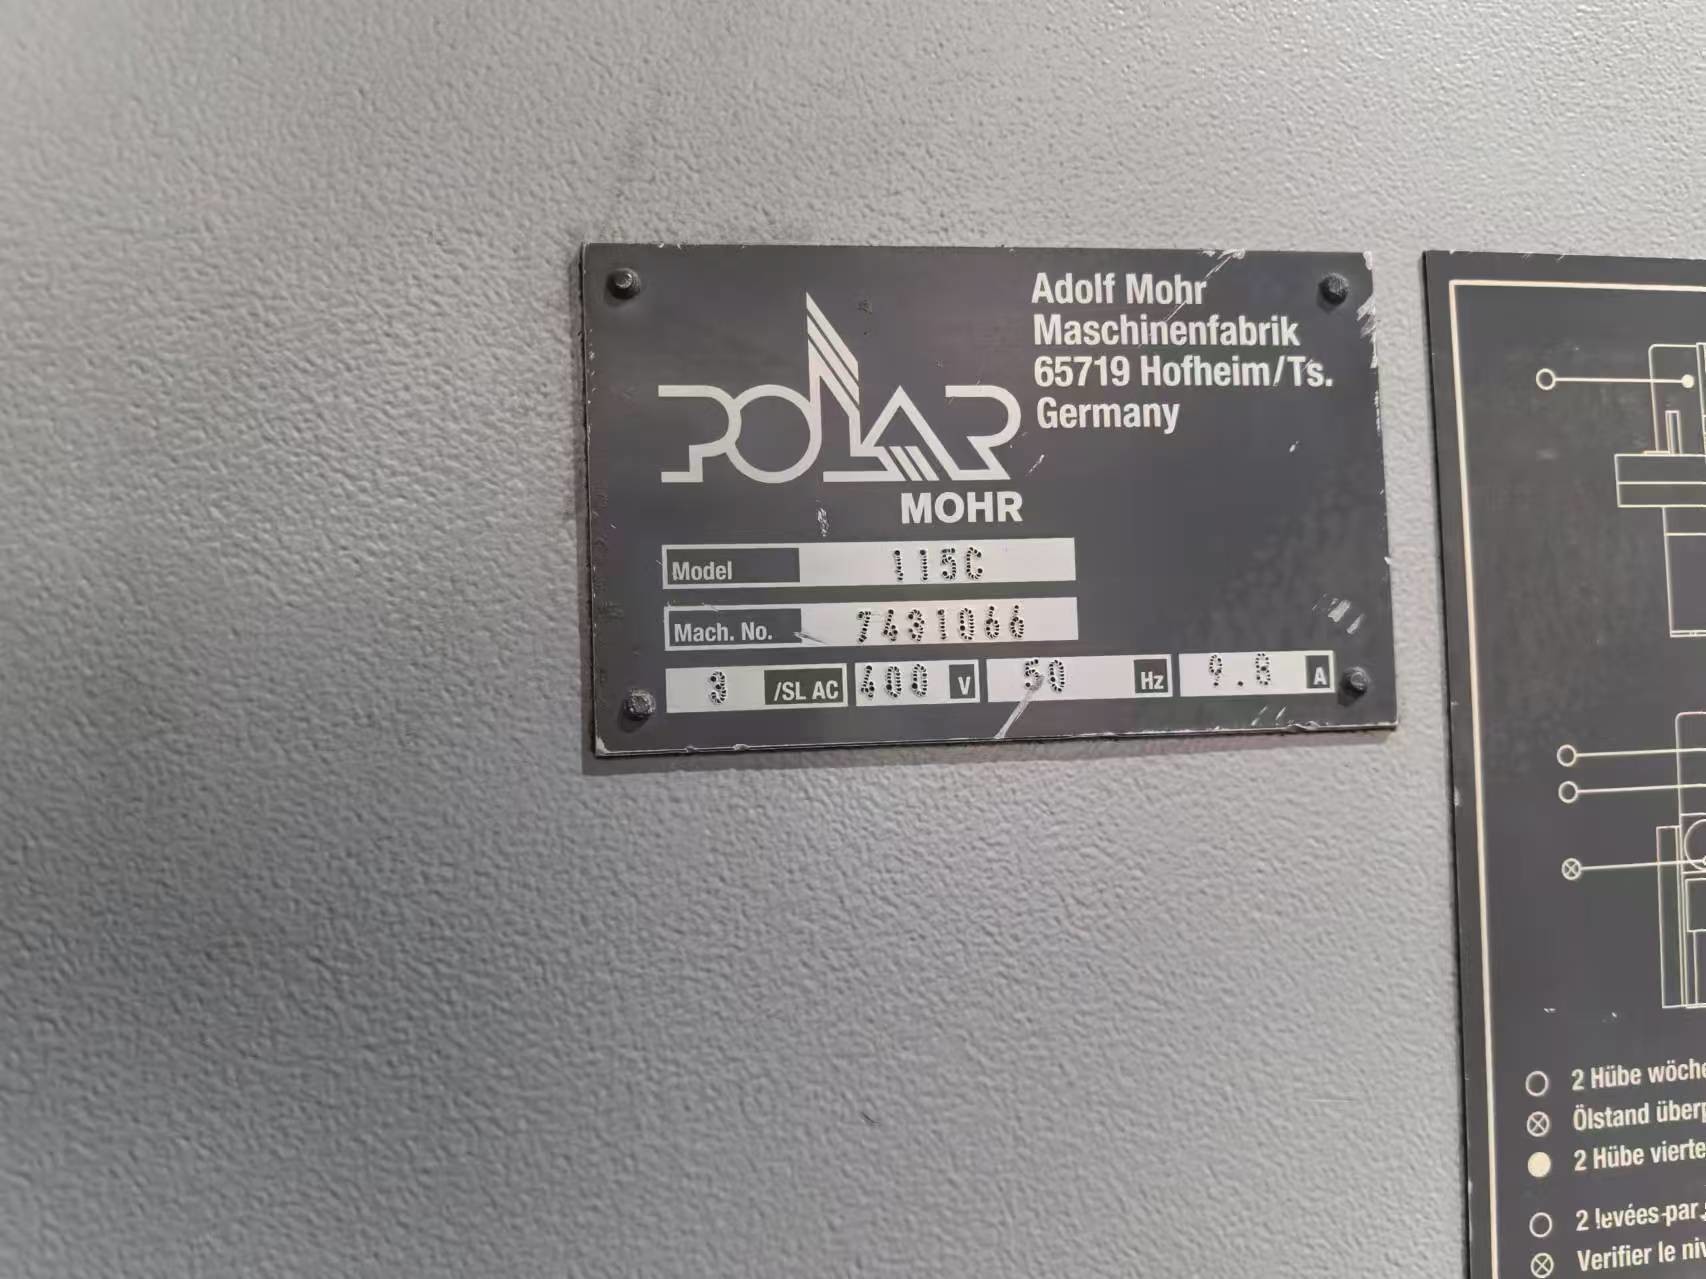 POLAR
MOHR
Adolf Mohr
Maschinenfabrik
65719 Hofheim/Ts.
Germany
Model 115C
Mach. No. 7431066
3 /SL AC 400 V 50 Hz 9.8 A
2 Hübe wöche
Ölstand überp
2 Hübe vierte
2 levées par
Verifier le niv